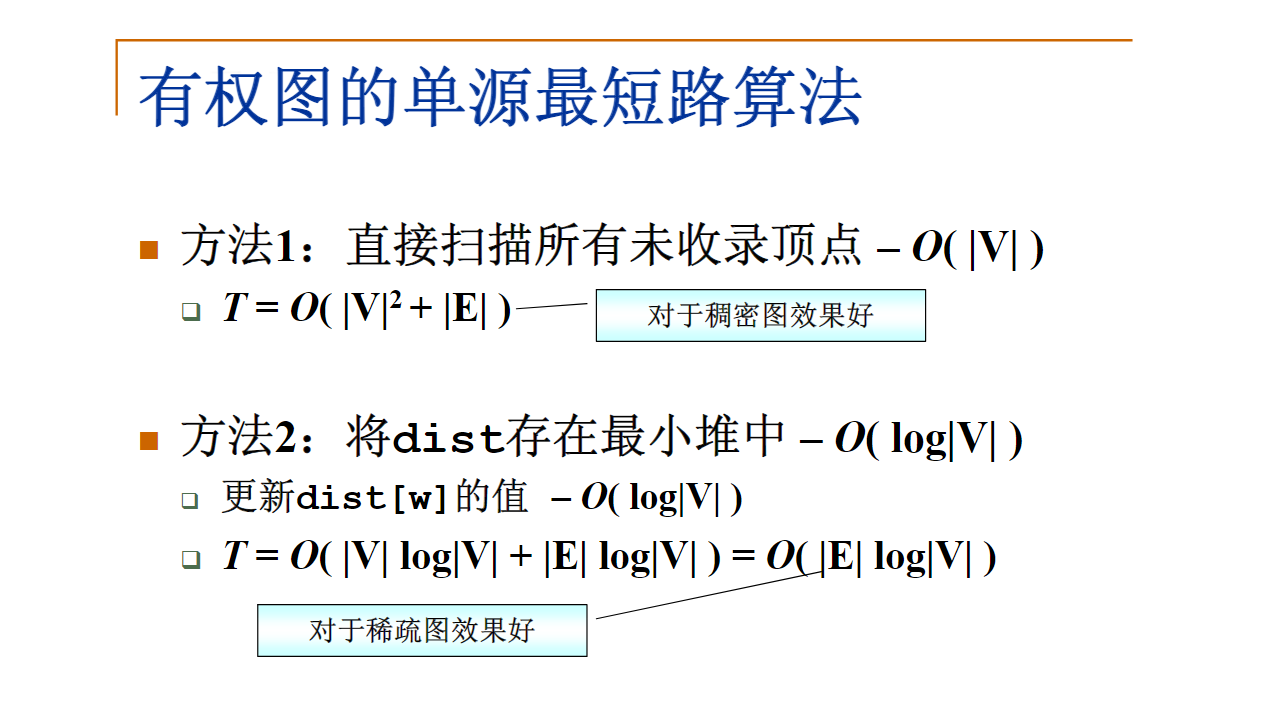 有权图的单源最短路算法
方法1：直接扫描所有未收录顶点 – O( |V| )
T = O( |V|² + |E| )
对于稠密图效果好
方法2：将dist存在最小堆中 – O( log|V| )
更新dist[w]的值 – O( log|V| )
T = O( |V| log|V| + |E| log|V| ) = O( |E| log|V| )
对于稀疏图效果好